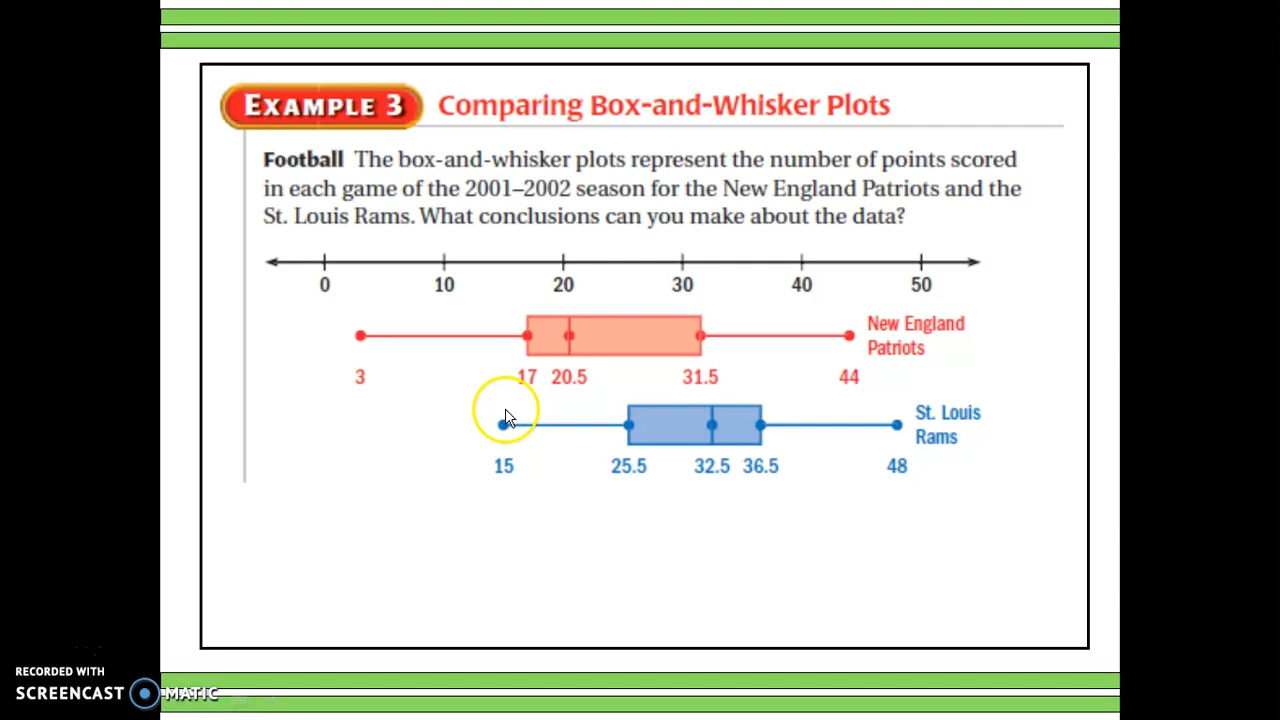 EXAMPLE 3 Comparing Box-and-Whisker Plots
Football The box-and-whisker plots represent the number of points scored
in each game of the 2001–2002 season for the New England Patriots and the
St. Louis Rams. What conclusions can you make about the data?
0 10 20 30 40 50
New England
Patriots
3 17 20.5 31.5 44
St. Louis
Rams
15 25.5 32.5 36.5 48
RECORDED WITH
SCREENCAST MATIC